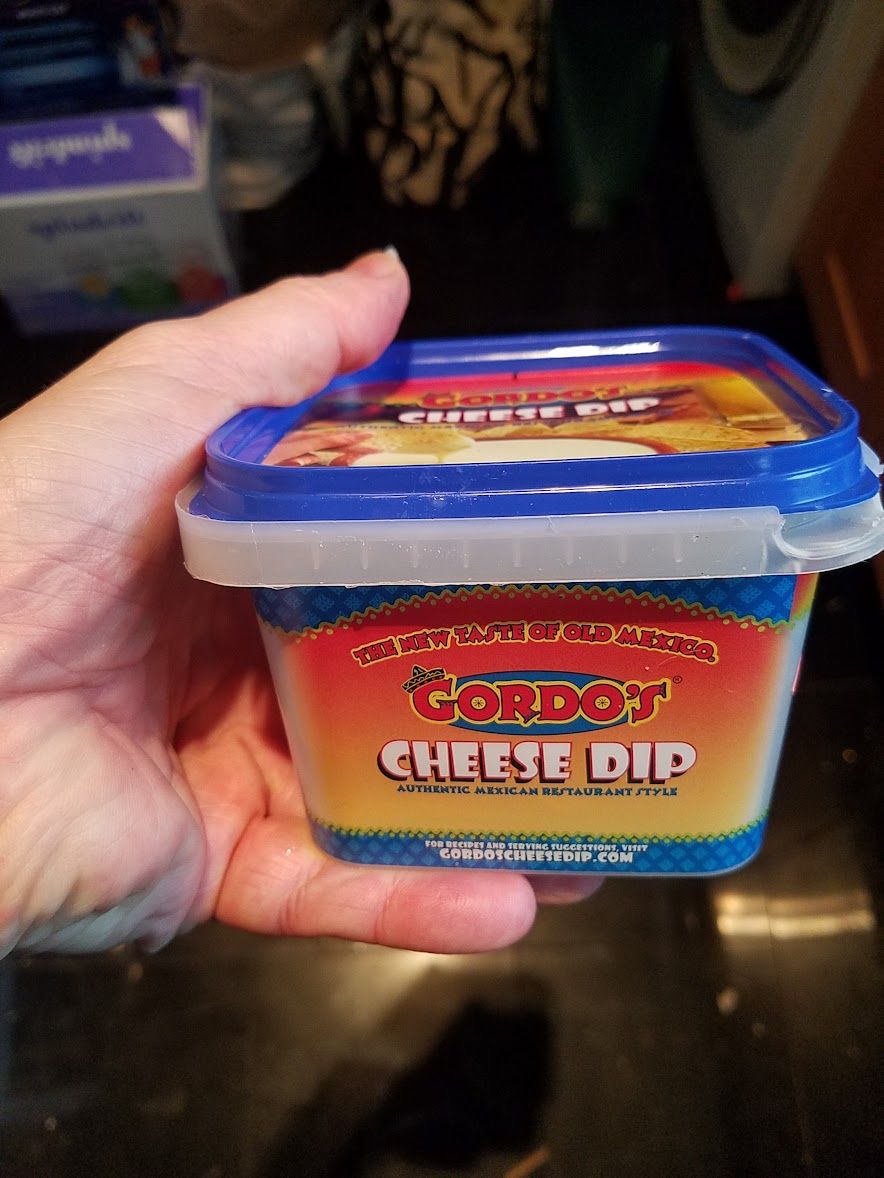 GORDO'S
CHEESE DIP
THE NEW TASTE OF OLD MEXICO.
GORDO'S®
CHEESE DIP
AUTHENTIC MEXICAN RESTAURANT STYLE
FOR RECIPES AND SERVING SUGGESTIONS, VISIT
GORDOSCHEESEDIP.COM